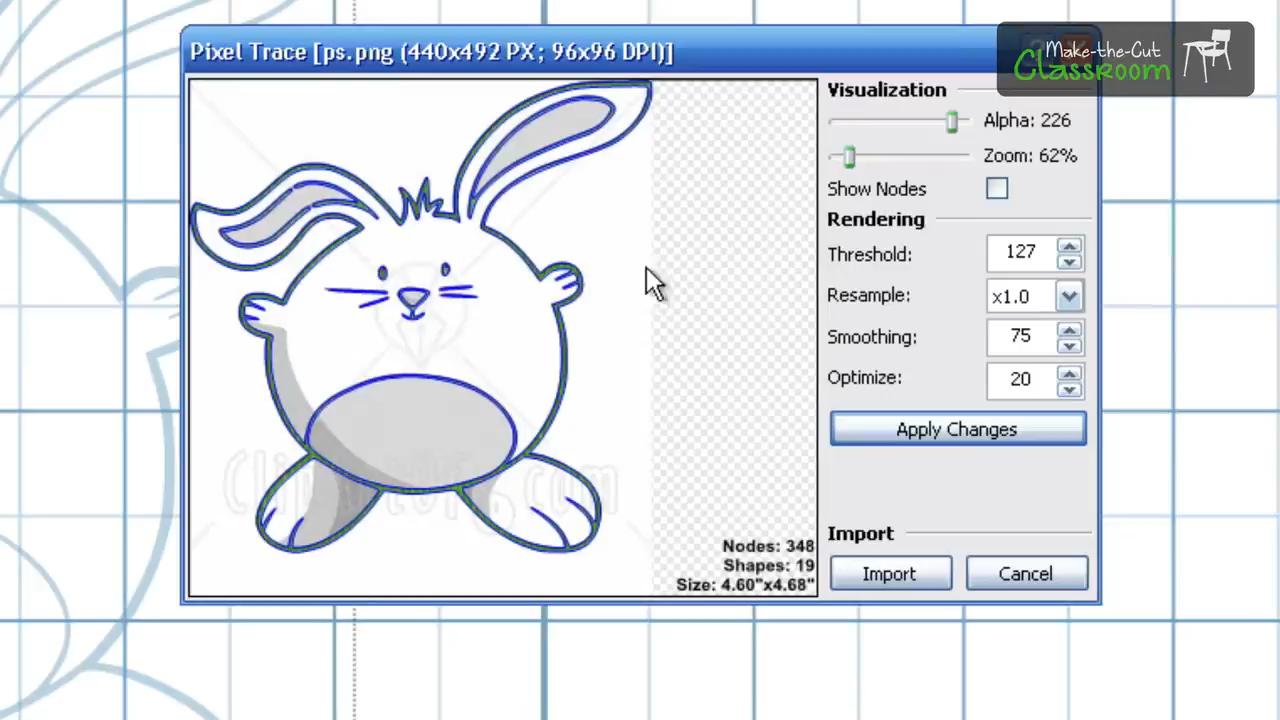 Pixel Trace [ps.png (440x492 PX; 96x96 DPI)]
Make-the-Cut
Classroom
Visualization
Alpha: 226
Zoom: 62%
Show Nodes
Rendering
Threshold: 127
Resample: x1.0
Smoothing: 75
Optimize: 20
Apply Changes
Nodes: 348
Shapes: 19
Size: 4.60"x4.68"
Import
Import Cancel